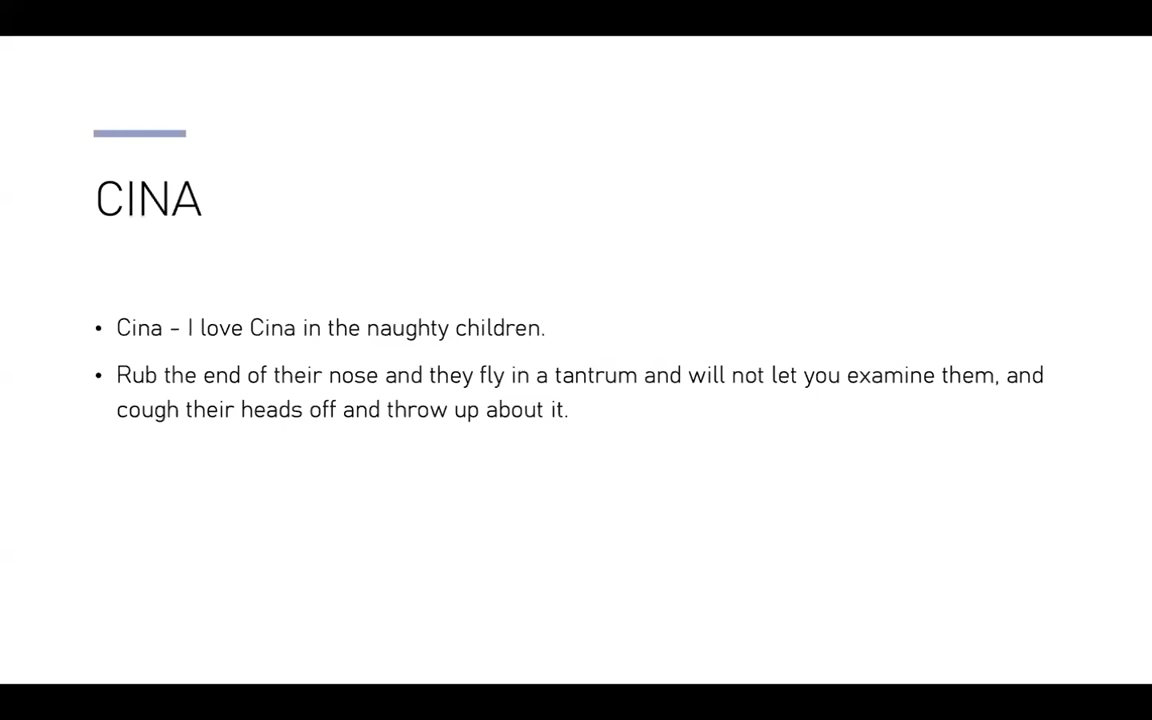 CINA
• Cina – I love Cina in the naughty children.
• Rub the end of their nose and they fly in a tantrum and will not let you examine them, and
cough their heads off and throw up about it.